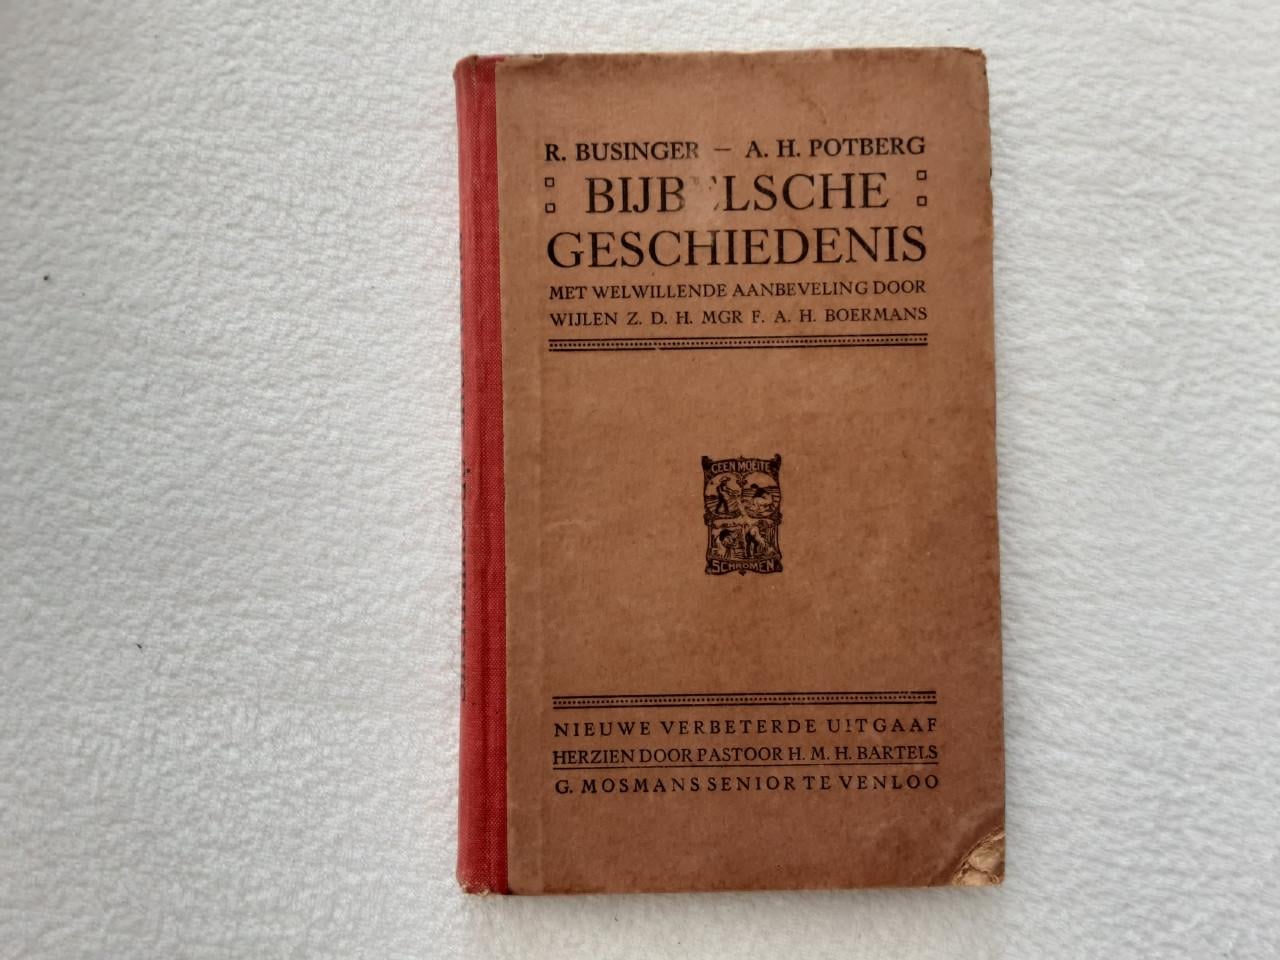 R. BUSINGER — A. H. POTBERG
BIJBELSCHE
GESCHIEDENIS
MET WELWILLENDE AANBEVELING DOOR
WIJLEN Z. D. H. MGR F. A. H. BOERMANS
GEEN MOEITE
SCHROMEN
NIEUWE VERBETERDE UITGAAF
HERZIEN DOOR PASTOOR H. M. H. BARTELS
G. MOSMANS SENIOR TE VENLOO